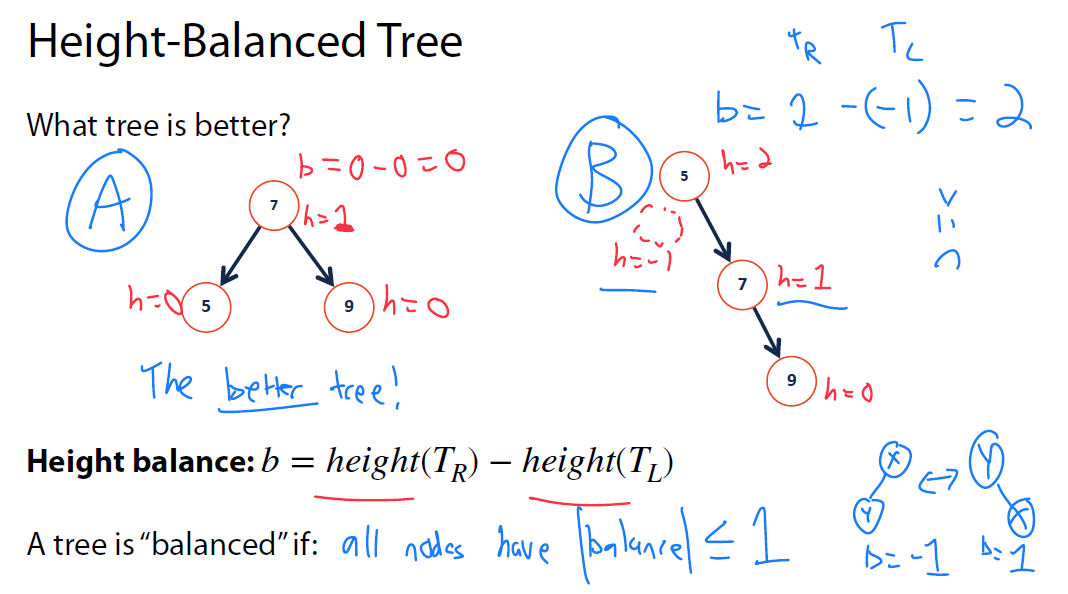 Height-Balanced Tree
T_R T_L
b= 1 -(-1) = 2
What tree is better?
A
b=0-0=0
7
h=1
h=0
5
9
h=0
B
5
h=2
h=-1
7
h=1
9
h=0
The better tree!
Height balance: b = height(T_R) − height(T_L)
A tree is “balanced” if: all nodes have |balance| ≤ 1
X
Y
b=-1
↔
Y
X
b=1